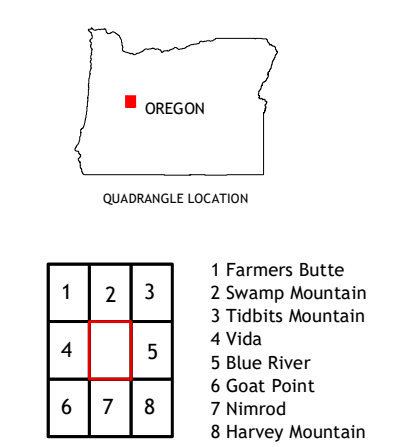 OREGON
QUADRANGLE LOCATION
1 2 3
4 5
6 7 8
1 Farmers Butte
2 Swamp Mountain
3 Tidbits Mountain
4 Vida
5 Blue River
6 Goat Point
7 Nimrod
8 Harvey Mountain